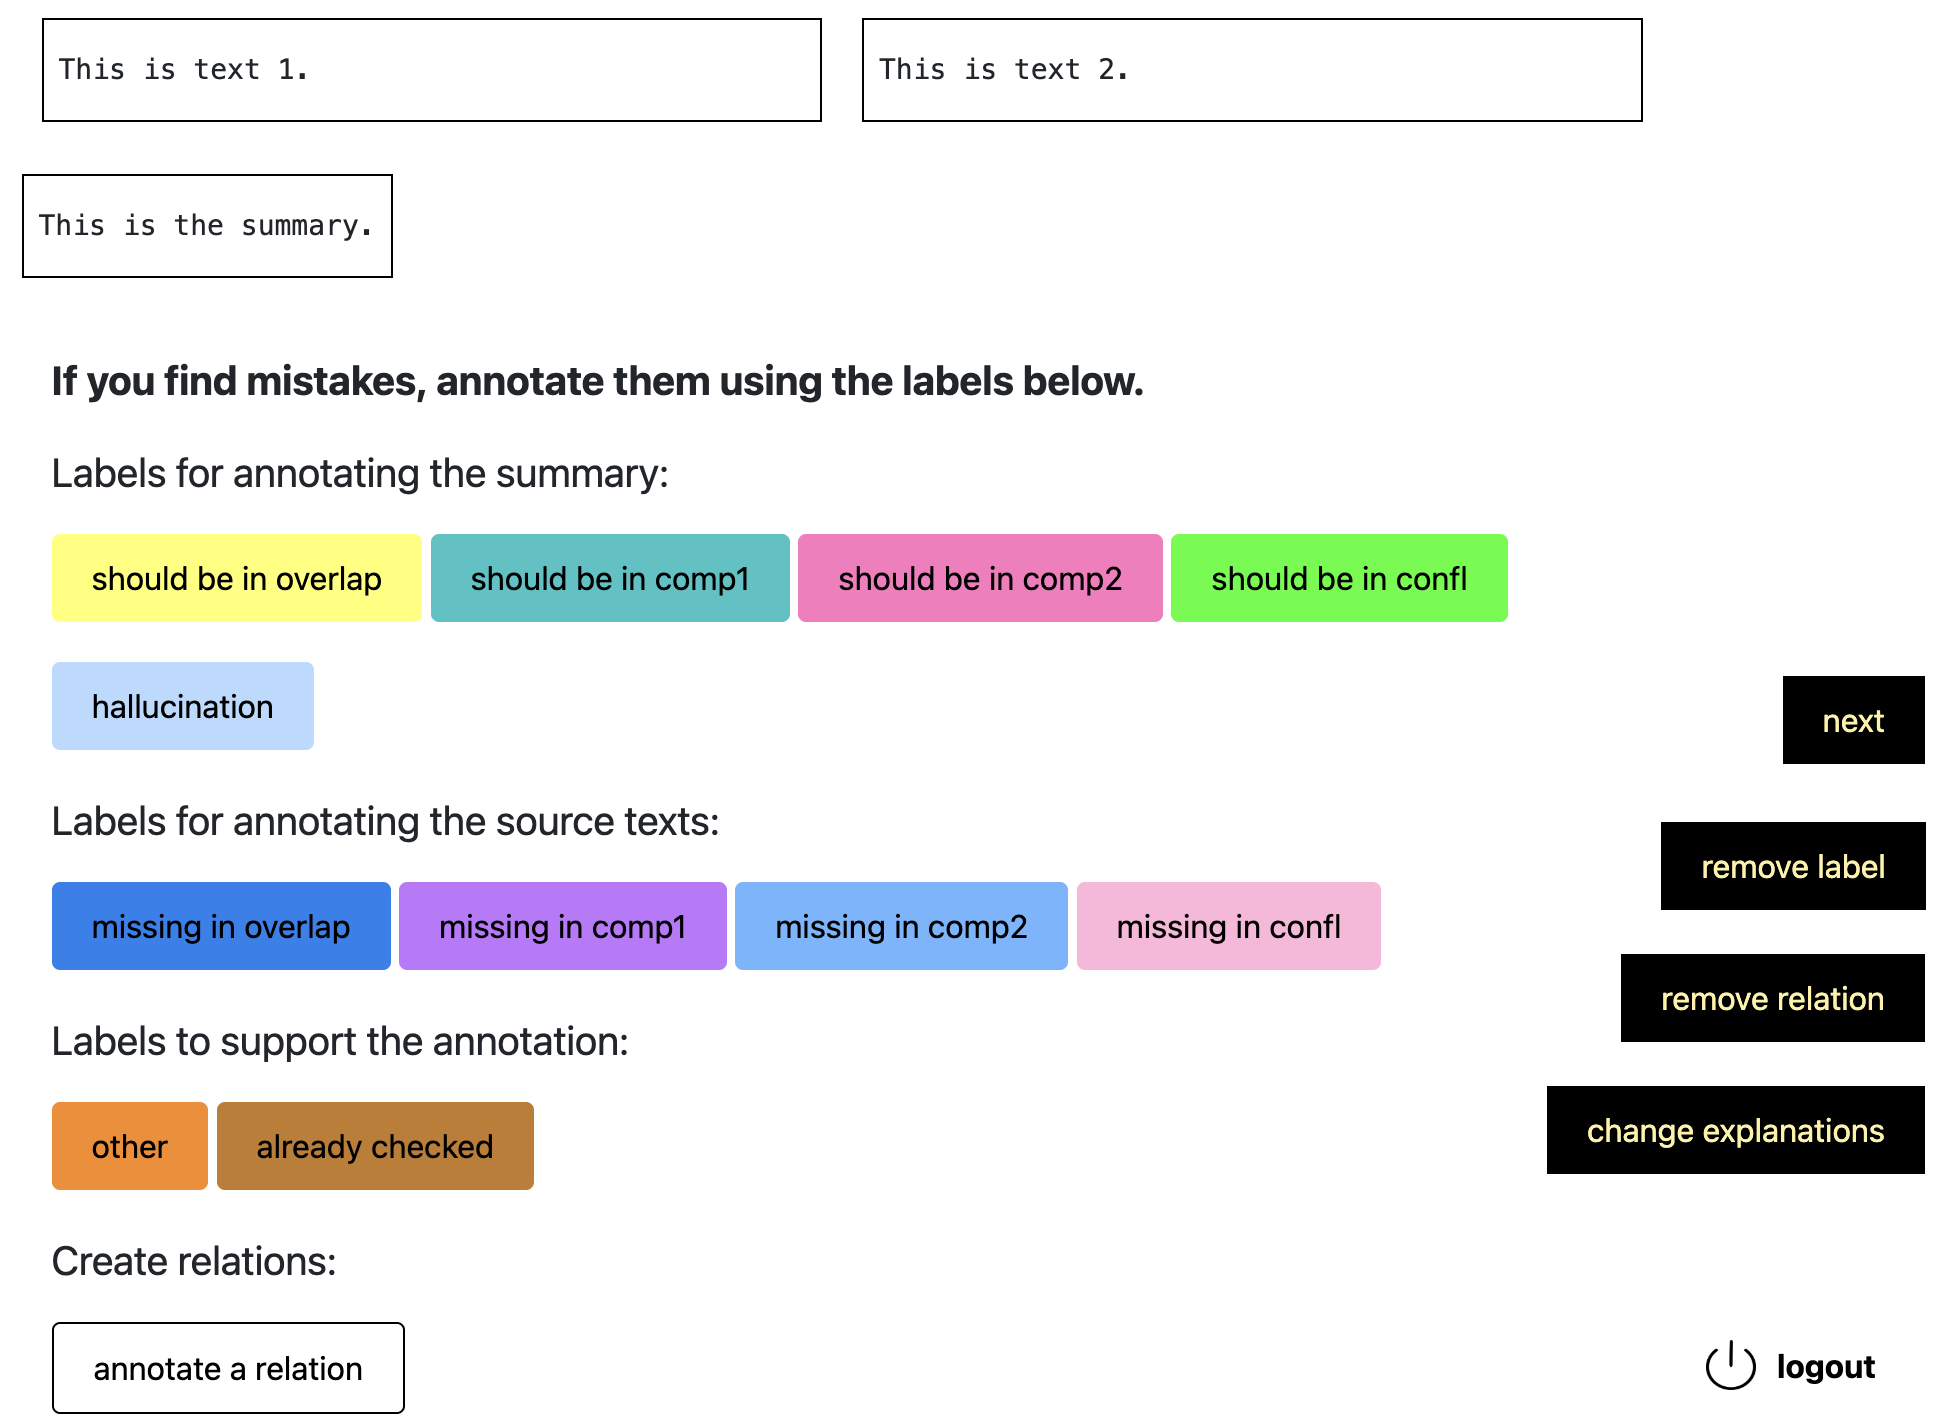 This is text 1.
This is text 2.
This is the summary.
If you find mistakes, annotate them using the labels below.
Labels for annotating the summary:
should be in overlap
should be in comp1
should be in comp2
should be in confl
hallucination
next
Labels for annotating the source texts:
remove label
missing in overlap
missing in comp1
missing in comp2
missing in confl
remove relation
Labels to support the annotation:
other
already checked
change explanations
Create relations:
annotate a relation
logout